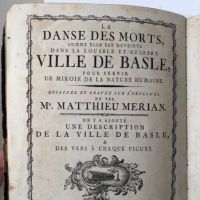 LA
DANSE DES MORTS,
COMME ELLE EST DEPEINTE
DANS LA LOUABLE ET CELEBRE
VILLE DE BASLE,
POUR SERVIR
DE MIROIR DE LA NATURE HUMAINE.
DESSINÉE ET GRAVÉE SUR L'ORIGINAL
DE FEU
MR. MATTHIEU MERIAN.
ON Y A AJOUTÉ
UNE DESCRIPTION
DE LA VILLE DE BASLE,
&
DES VERS À CHAQUE FIGURE.